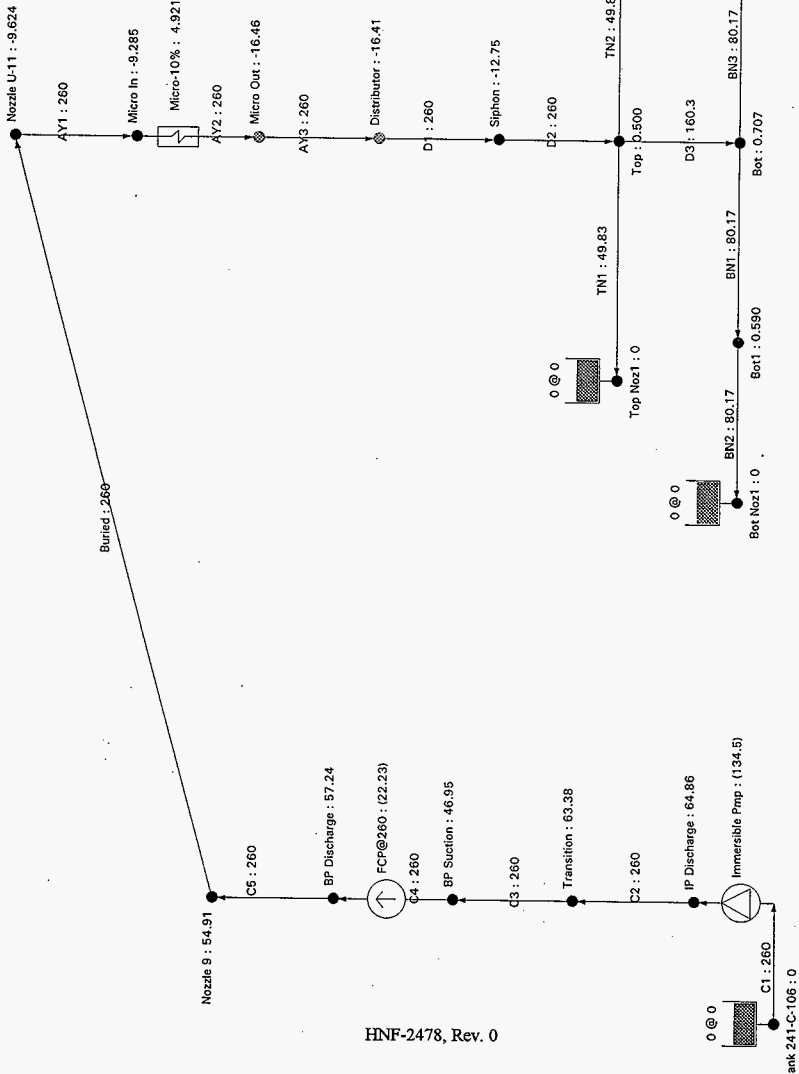 Nozzle U-11 : -9.624
AY1 : 260
Micro In : -9.285
Micro-10% : 4.921
AY2 : 260
Micro Out : -16.46
AY3 : 260
Distributor : -16.41
D1 : 260
Siphon : -12.75
D2 : 260
TN2 : 49.8
Top : 0.500
D3 : 160.3
BN3 : 80.17
Bot : 0.707
TN1 : 49.83
BN1 : 80.17
0 @ 0
Top Noz1 : 0
Bot1 : 0.590
BN2 : 80.17
0 @ 0
Bot Noz1 : 0
Buried : 260
Nozzle 9 : 54.91
C5 : 260
BP Discharge : 57.24
FCP@260 : (22.23)
C4 : 260
BP Suction : 46.95
C3 : 260
Transition : 63.38
C2 : 260
IP Discharge : 64.86
Immersible Pmp : (134.5)
C1 : 260
0 @ 0
ank 241-C-106 : 0
HNF-2478, Rev. 0